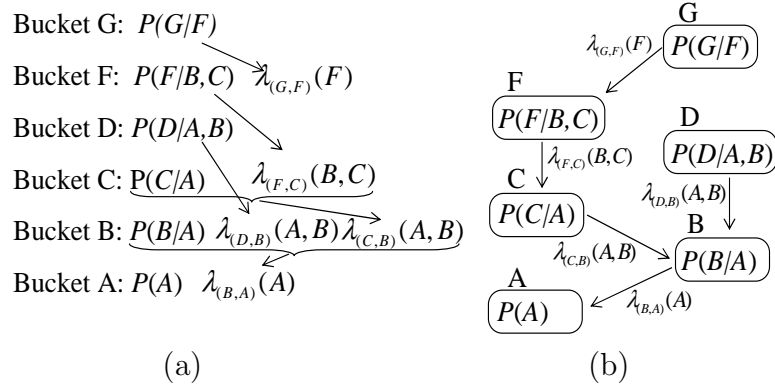 Bucket G: P(G/F)
Bucket F: P(F/B,C) λ(G,F)(F)
Bucket D: P(D/A,B)
Bucket C: P(C/A) λ(F,C)(B,C)
Bucket B: P(B/A) λ(D,B)(A,B) λ(C,B)(A,B)
Bucket A: P(A) λ(B,A)(A)
(a)
G
λ(G,F)(F)
P(G/F)
F
P(F/B,C)
D
P(D/A,B)
λ(F,C)(B,C)
C
P(C/A)
λ(D,B)(A,B)
B
P(B/A)
λ(C,B)(A,B)
A
P(A)
λ(B,A)(A)
(b)